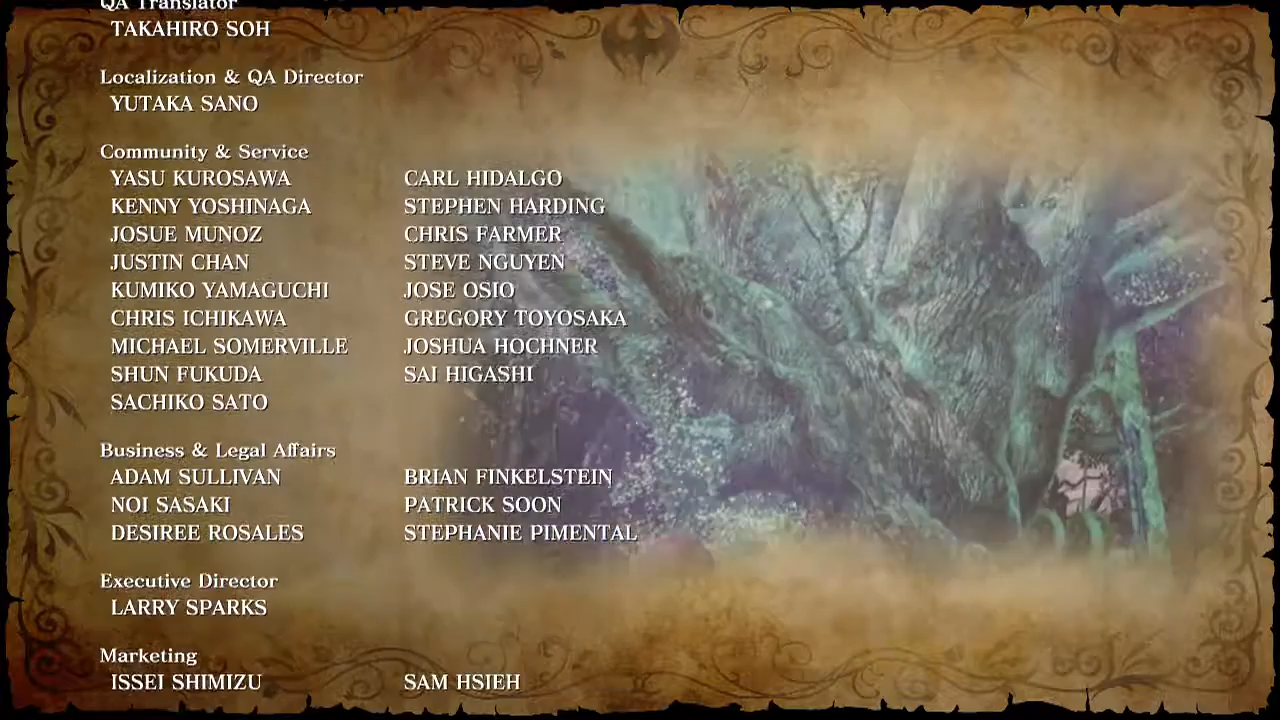 QA Translator
TAKAHIRO SOH
Localization & QA Director
YUTAKA SANO
Community & Service
YASU KUROSAWA CARL HIDALGO
KENNY YOSHINAGA STEPHEN HARDING
JOSUE MUNOZ CHRIS FARMER
JUSTIN CHAN STEVE NGUYEN
KUMIKO YAMAGUCHI JOSE OSIO
CHRIS ICHIKAWA GREGORY TOYOSAKA
MICHAEL SOMERVILLE JOSHUA HOCHNER
SHUN FUKUDA SAI HIGASHI
SACHIKO SATO
Business & Legal Affairs
ADAM SULLIVAN BRIAN FINKELSTEIN
NOI SASAKI PATRICK SOON
DESIREE ROSALES STEPHANIE PIMENTAL
Executive Director
LARRY SPARKS
Marketing
ISSEI SHIMIZU SAM HSIEH